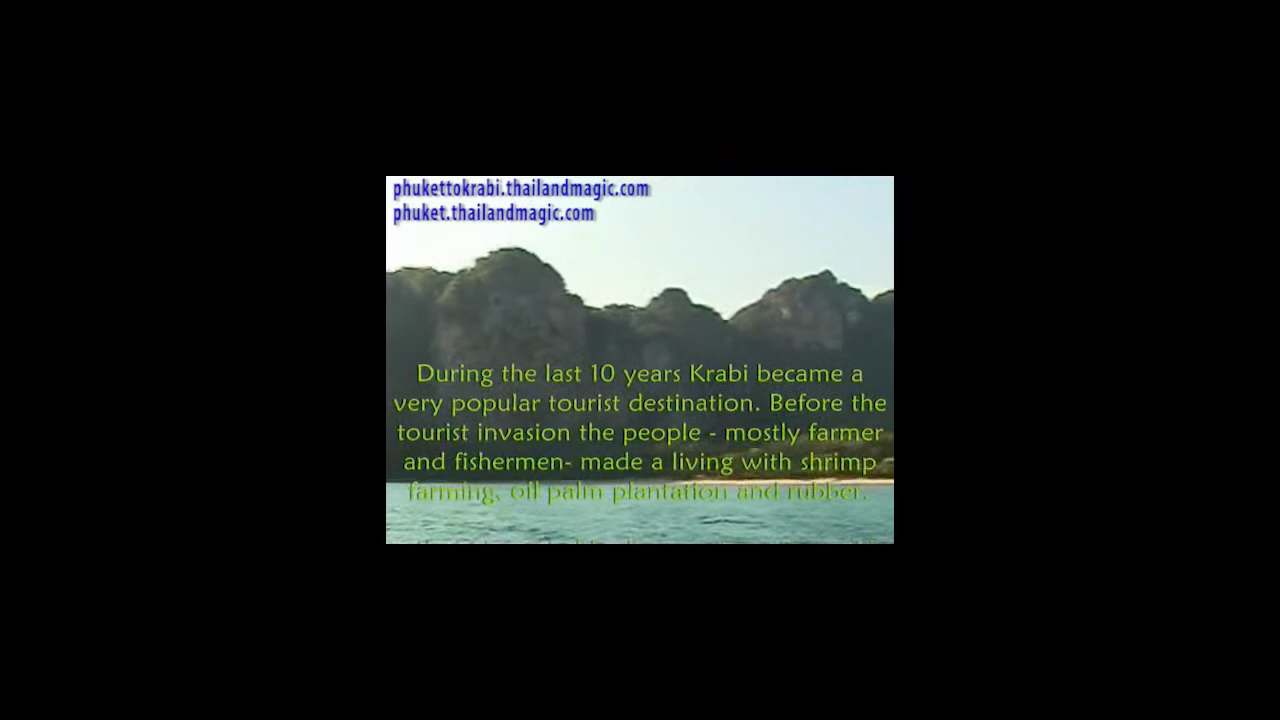 phukettokrabi.thailandmagic.com
phuket.thailandmagic.com
During the last 10 years Krabi became a
very popular tourist destination. Before the
tourist invasion the people - mostly farmer
and fishermen- made a living with shrimp
farming, oil palm plantation and rubber.